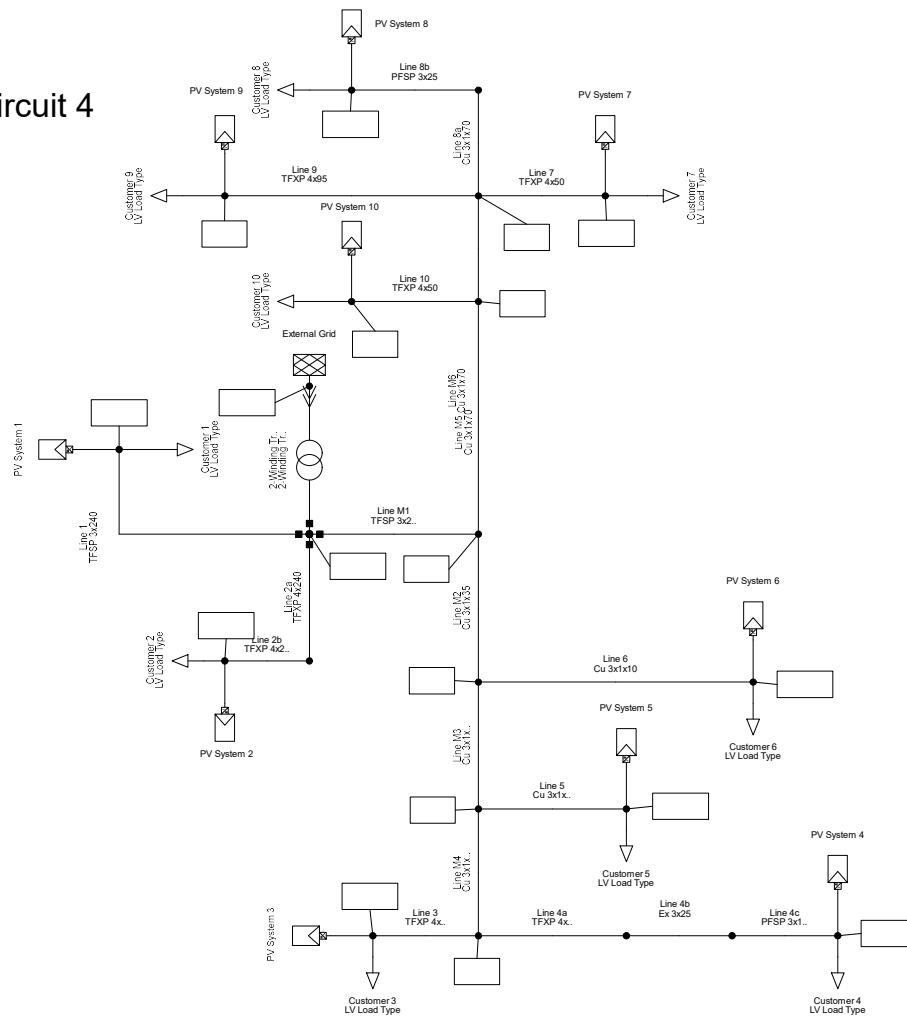 PV System 8
Line 8b
PFSP 3x25
Customer 8
LV Load Type
ircuit 4
PV System 9
PV System 7
Line 8a
Cu 3x1x70
Line 9
TFXP 4x95
Line 7
TFXP 4x50
Customer 9
LV Load Type
Customer 7
LV Load Type
PV System 10
Line 10
TFXP 4x50
Customer 10
LV Load Type
External Grid
Line M6
Cu 3x1x70
Line M5
Cu 3x1x70
PV System 1
Customer 1
LV Load Type
2-Winding Tr..
2-Winding Tr..
Line 1
TFSP 3x240
Line M1
TFSP 3x2..
Line 2a
TFXP 4x240
Line M2
Cu 3x1x35
PV System 6
Customer 2
LV Load Type
Line 2b
TFXP 4x2..
Line 6
Cu 3x1x10
PV System 2
PV System 5
Line M3
Cu 3x1x..
Customer 6
LV Load Type
Line 5
Cu 3x1x..
PV System 4
Line M4
Cu 3x1x..
Customer 5
LV Load Type
PV System 3
Line 3
TFXP 4x..
Line 4a
TFXP 4x..
Line 4b
Ex 3x25
Line 4c
PFSP 3x1..
Customer 3
LV Load Type
Customer 4
LV Load Type